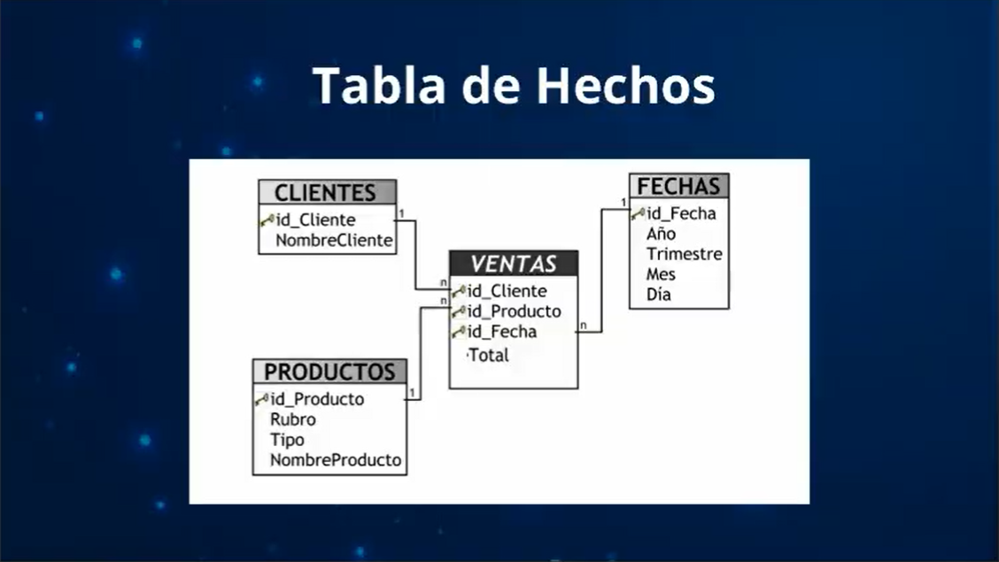 Tabla de Hechos
CLIENTES
id_Cliente
NombreCliente
1
n
VENTAS
id_Cliente
id_Producto
id_Fecha
Total
n
n
1
FECHAS
id_Fecha
Año
Trimestre
Mes
Día
PRODUCTOS
id_Producto
Rubro
Tipo
NombreProducto
1